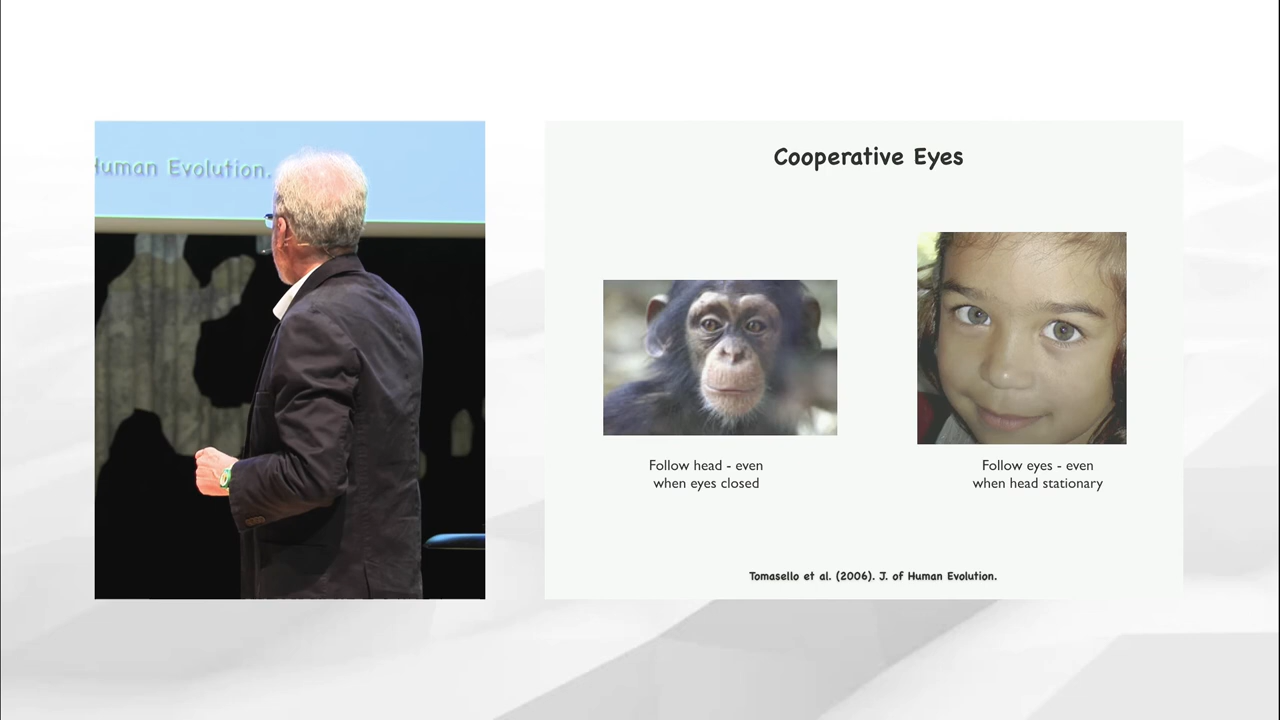 Human Evolution.
Cooperative Eyes
Follow head - even
when eyes closed
Follow eyes - even
when head stationary
Tomasello et al. (2006). J. of Human Evolution.